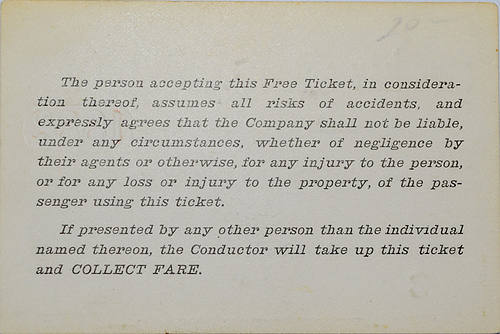 The person accepting this Free Ticket, in considera-
tion thereof, assumes all risks of accidents, and
expressly agrees that the Company shall not be liable,
under any circumstances, whether of negligence by
their agents or otherwise, for any injury to the person,
or for any loss or injury to the property, of the pas-
senger using this ticket.
If presented by any other person than the individual
named thereon, the Conductor will take up this ticket
and COLLECT FARE.